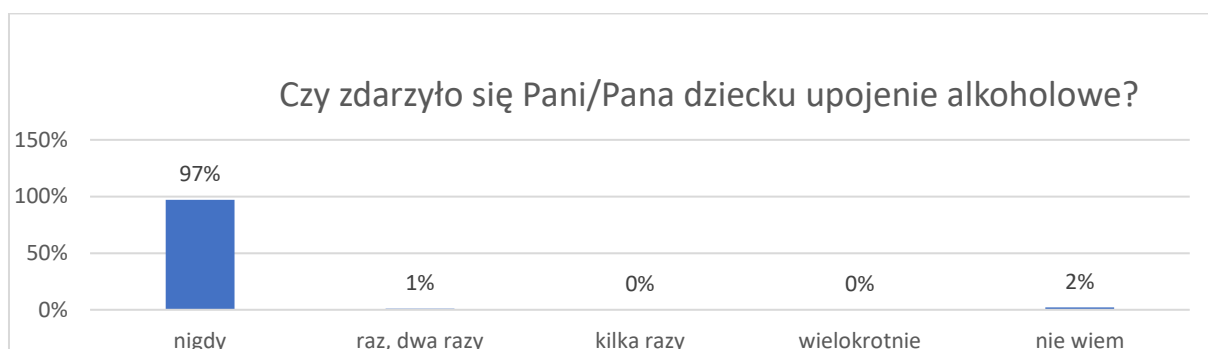 Czy zdarzyło się Pani/Pana dziecku upojenie alkoholowe?
150%
100%
50%
0%
97%
1%
0%
0%
2%
nigdy
raz, dwa razy
kilka razy
wielokrotnie
nie wiem